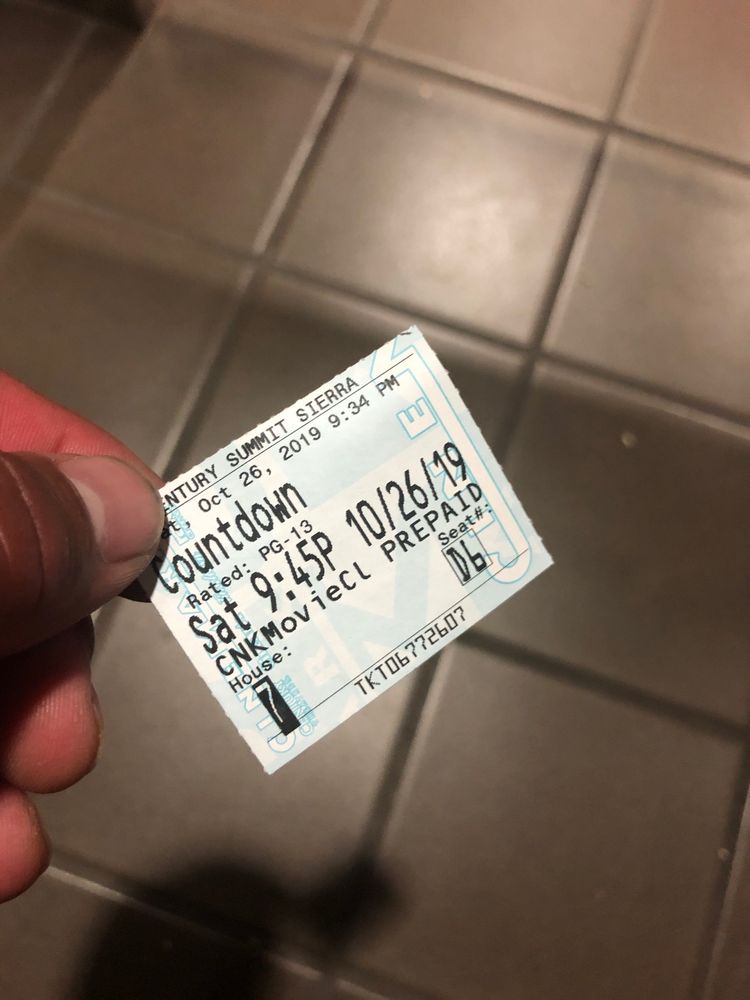 ENTURY SUMMIT SIERRA
at, Oct 26, 2019 9:34 PM
Countdown
Rated: PG-13
Sat 9:45P 10/26/19
CNKMovieCl PREPAID
House: Seat#:
7 D6
TKT06772607